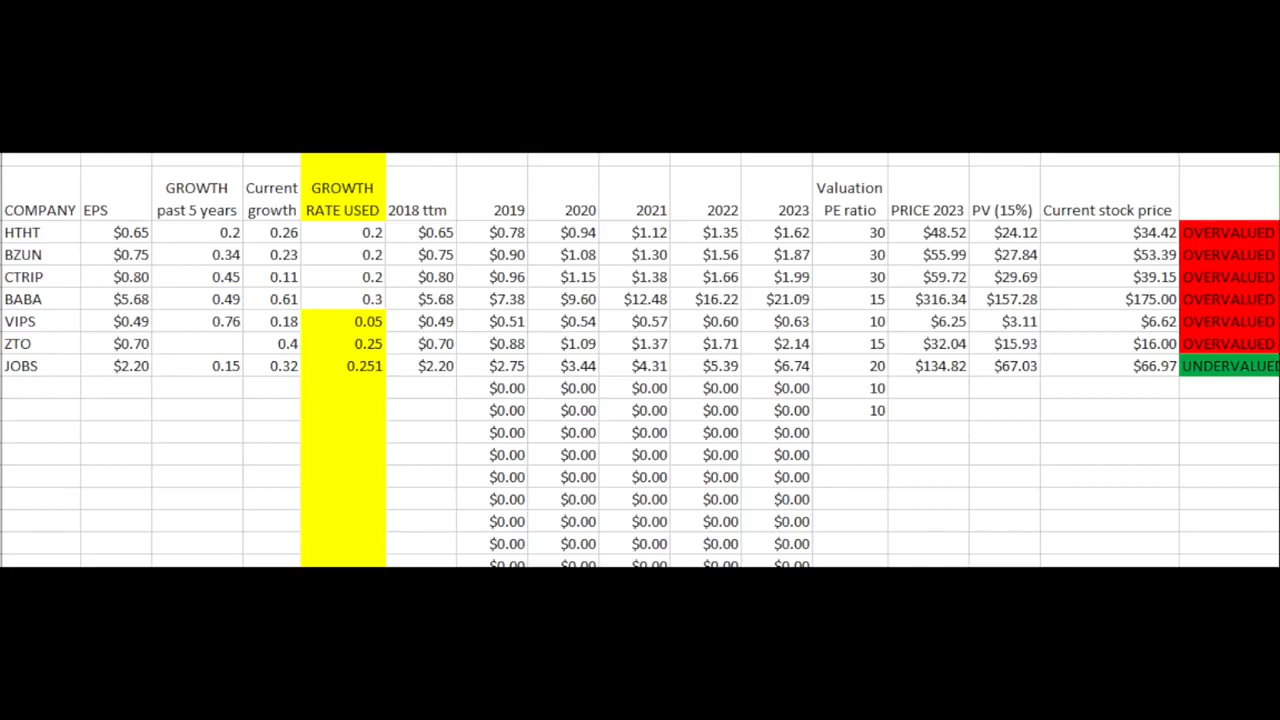 GROWTH Current GROWTH Valuation
COMPANY EPS past 5 years growth RATE USED 2018 ttm 2019 2020 2021 2022 2023 PE ratio PRICE 2023 PV (15%) Current stock price
HTHT $0.65 0.2 0.26 0.2 $0.65 $0.78 $0.94 $1.12 $1.35 $1.62 30 $48.52 $24.12 $34.42 OVERVALUED
BZUN $0.75 0.34 0.23 0.2 $0.75 $0.90 $1.08 $1.30 $1.56 $1.87 30 $55.99 $27.84 $53.39 OVERVALUED
CTRIP $0.80 0.45 0.11 0.2 $0.80 $0.96 $1.15 $1.38 $1.66 $1.99 30 $59.72 $29.69 $39.15 OVERVALUED
BABA $5.68 0.49 0.61 0.3 $5.68 $7.38 $9.60 $12.48 $16.22 $21.09 15 $316.34 $157.28 $175.00 OVERVALUED
VIPS $0.49 0.76 0.18 0.05 $0.49 $0.51 $0.54 $0.57 $0.60 $0.63 10 $6.25 $3.11 $6.62 OVERVALUED
ZTO $0.70 0.4 0.25 $0.70 $0.88 $1.09 $1.37 $1.71 $2.14 15 $32.04 $15.93 $16.00 OVERVALUED
JOBS $2.20 0.15 0.32 0.251 $2.20 $2.75 $3.44 $4.31 $5.39 $6.74 20 $134.82 $67.03 $66.97 UNDERVALUED
$0.00 $0.00 $0.00 $0.00 $0.00 10
$0.00 $0.00 $0.00 $0.00 $0.00 10
$0.00 $0.00 $0.00 $0.00 $0.00
$0.00 $0.00 $0.00 $0.00 $0.00
$0.00 $0.00 $0.00 $0.00 $0.00
$0.00 $0.00 $0.00 $0.00 $0.00
$0.00 $0.00 $0.00 $0.00 $0.00
$0.00 $0.00 $0.00 $0.00 $0.00
$0.00 $0.00 $0.00 $0.00 $0.00